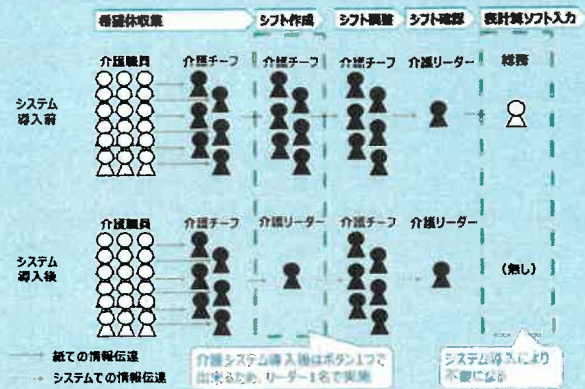 希望休収集
シフト作成
シフト調整
シフト確認
表計算ソフト入力
介護職員
介護チーフ
介護チーフ
介護チーフ
介護リーダー
総務
システム
導入前
介護職員
介護チーフ
介護リーダー
介護チーフ
介護リーダー
システム
導入後
(無し)
紙での情報伝達
システムでの情報伝達
介護システム導入後はボタン1つで
出来るため、リーダー1名で実施
システム導入により
不要になる